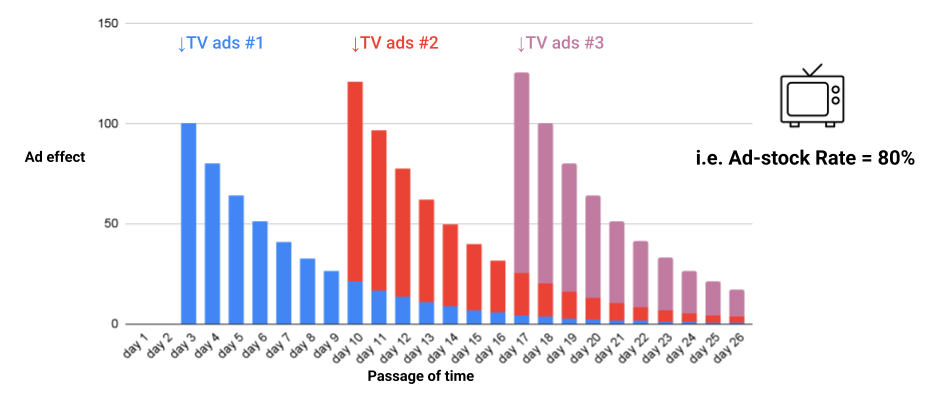 150
↓TV ads #1
↓TV ads #2
↓TV ads #3
100
Ad effect
i.e. Ad-stock Rate = 80%
50
0
day 1
day 2
day 3
day 4
day 5
day 6
day 7
day 8
day 9
day 10
day 11
day 12
day 13
day 14
day 15
day 16
day 17
day 18
day 19
day 20
day 21
day 22
day 23
day 24
day 25
day 26
Passage of time